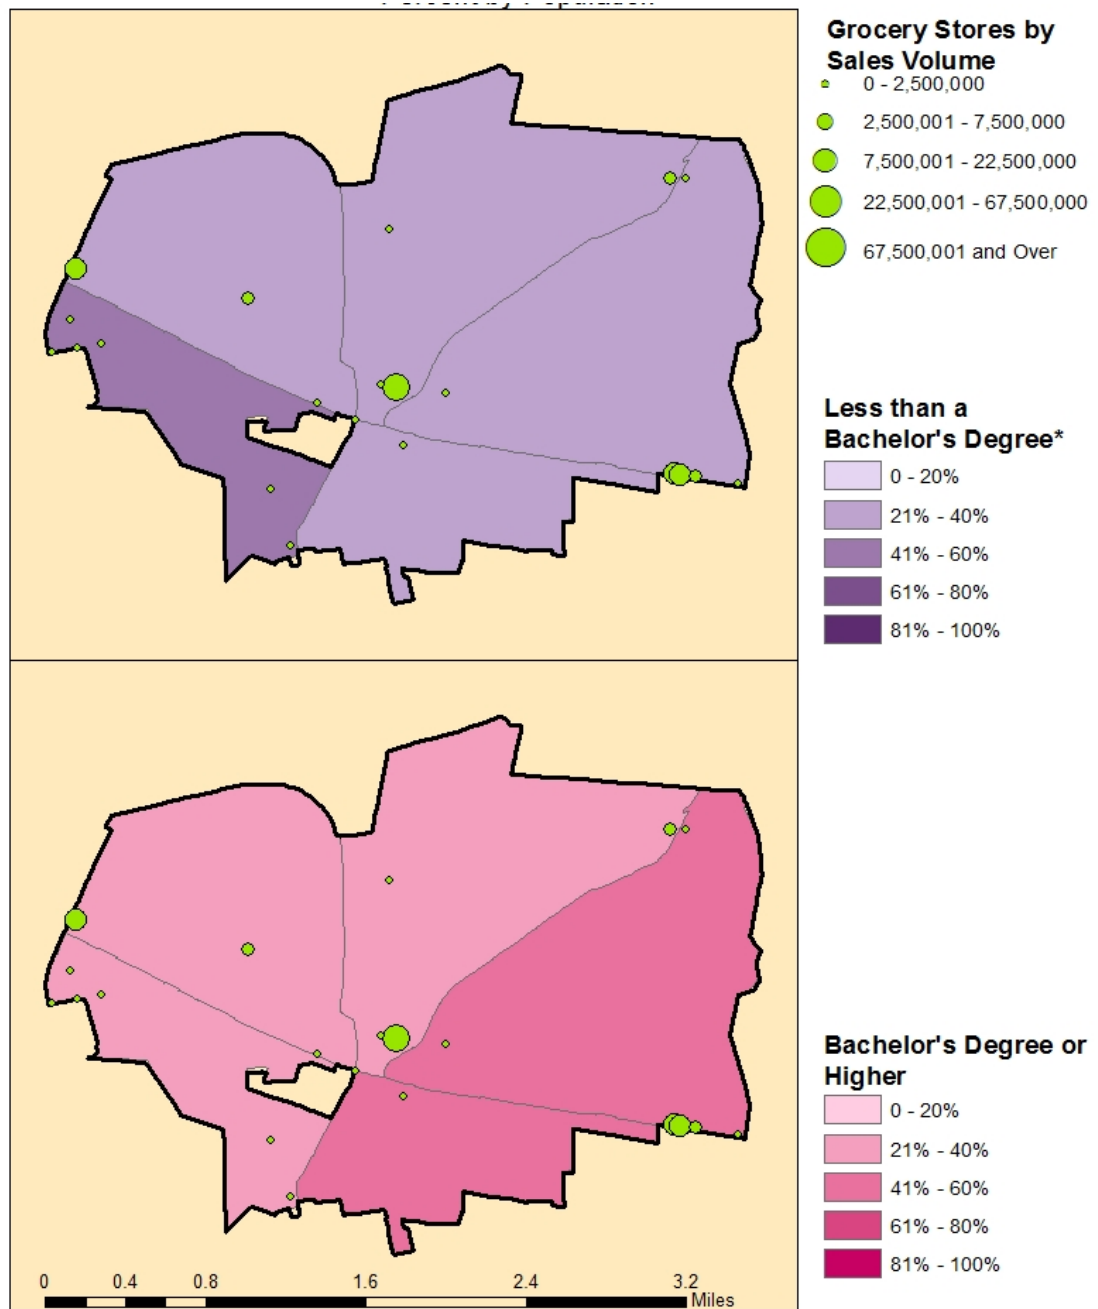 Percent by Population
Grocery Stores by
Sales Volume
0 - 2,500,000
2,500,001 - 7,500,000
7,500,001 - 22,500,000
22,500,001 - 67,500,000
67,500,001 and Over
Less than a
Bachelor's Degree*
0 - 20%
21% - 40%
41% - 60%
61% - 80%
81% - 100%
Bachelor's Degree or
Higher
0 - 20%
21% - 40%
41% - 60%
61% - 80%
81% - 100%
0 0.4 0.8 1.6 2.4 3.2
Miles